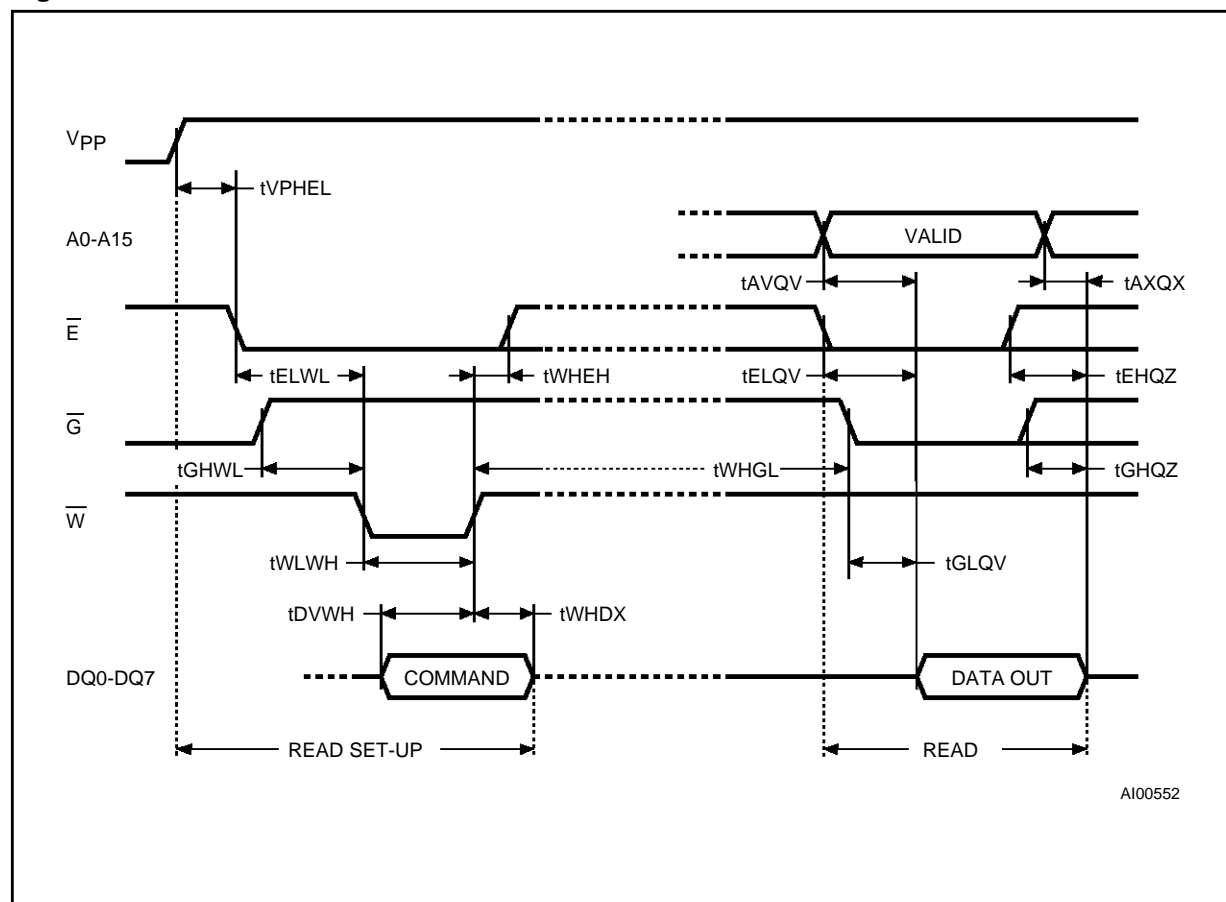 VPP
tVPHEL
A0-A15
VALID
tAVQV
tAXQX
E
tELWL
tWHEH
tELQV
tEHQZ
G
tGHWL
tWHGL
tGHQZ
W
tWLWH
tGLQV
tDVWH
tWHDX
DQ0-DQ7
COMMAND
DATA OUT
READ SET-UP
READ
AI00552